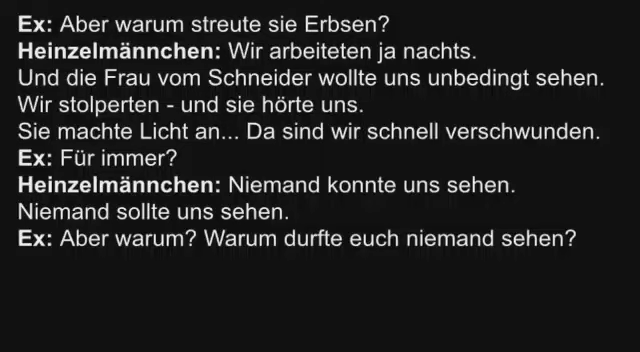 Ex: Aber warum streute sie Erbsen?
Heinzelmännchen: Wir arbeiteten ja nachts.
Und die Frau vom Schneider wollte uns unbedingt sehen.
Wir stolperten - und sie hörte uns.
Sie machte Licht an... Da sind wir schnell verschwunden.
Ex: Für immer?
Heinzelmännchen: Niemand konnte uns sehen.
Niemand sollte uns sehen.
Ex: Aber warum? Warum durfte euch niemand sehen?